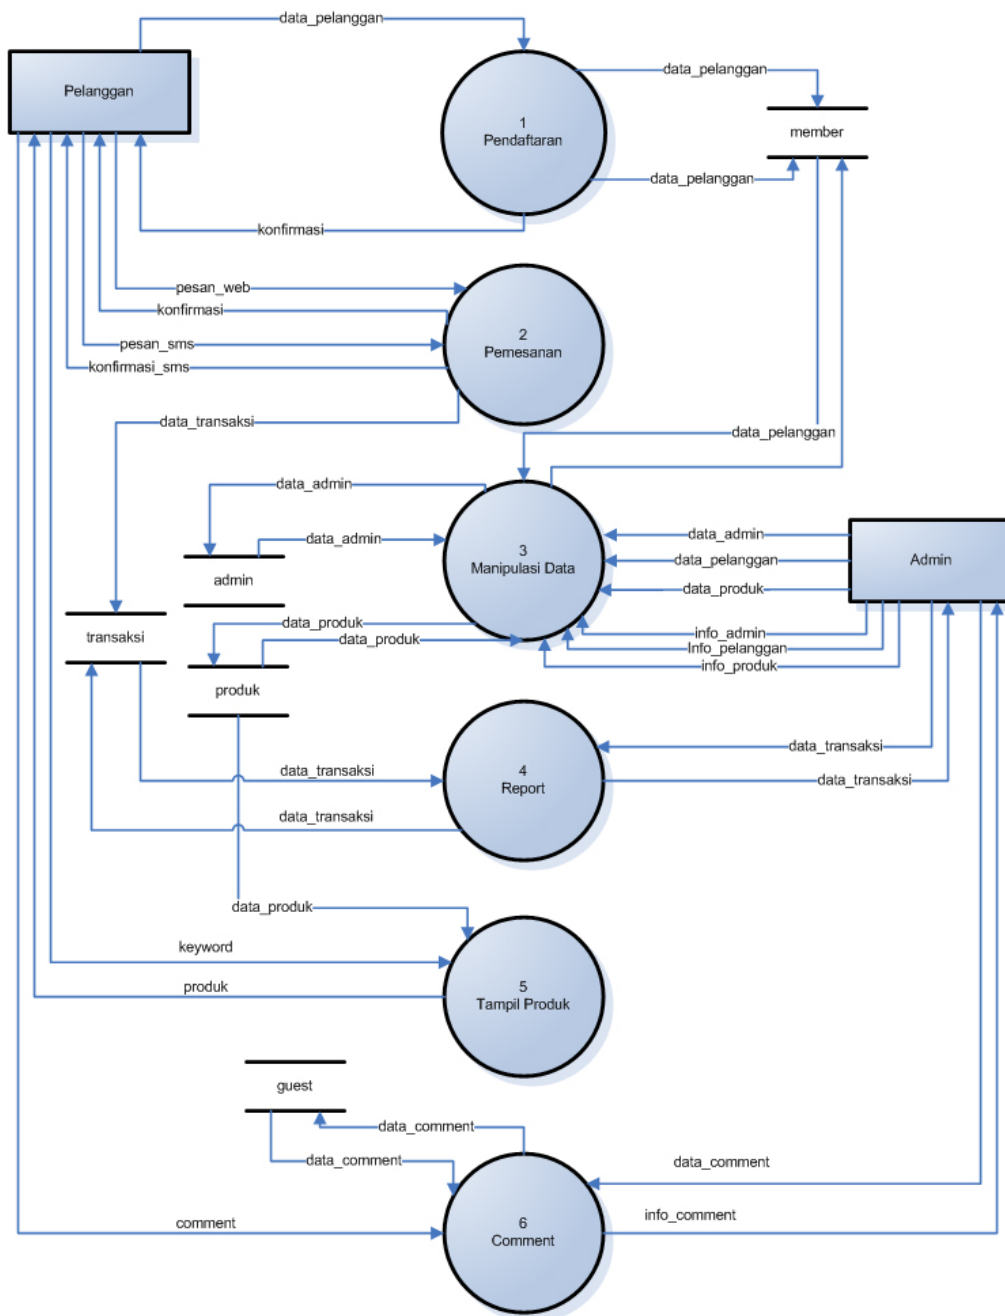 data_pelanggan
Pelanggan
data_pelanggan
1
Pendaftaran
member
data_pelanggan
konfirmasi
pesan_web
konfirmasi
2
Pemesanan
pesan_sms
konfirmasi_sms
data_transaksi
data_pelanggan
data_admin
data_admin
3
Manipulasi Data
data_admin
data_pelanggan
data_produk
Admin
admin
data_produk
data_produk
transaksi
info_admin
Info_pelanggan
info_produk
produk
data_transaksi
data_transaksi
4
Report
data_transaksi
data_transaksi
data_produk
keyword
produk
5
Tampil Produk
guest
data_comment
data_comment
data_comment
comment
6
Comment
info_comment